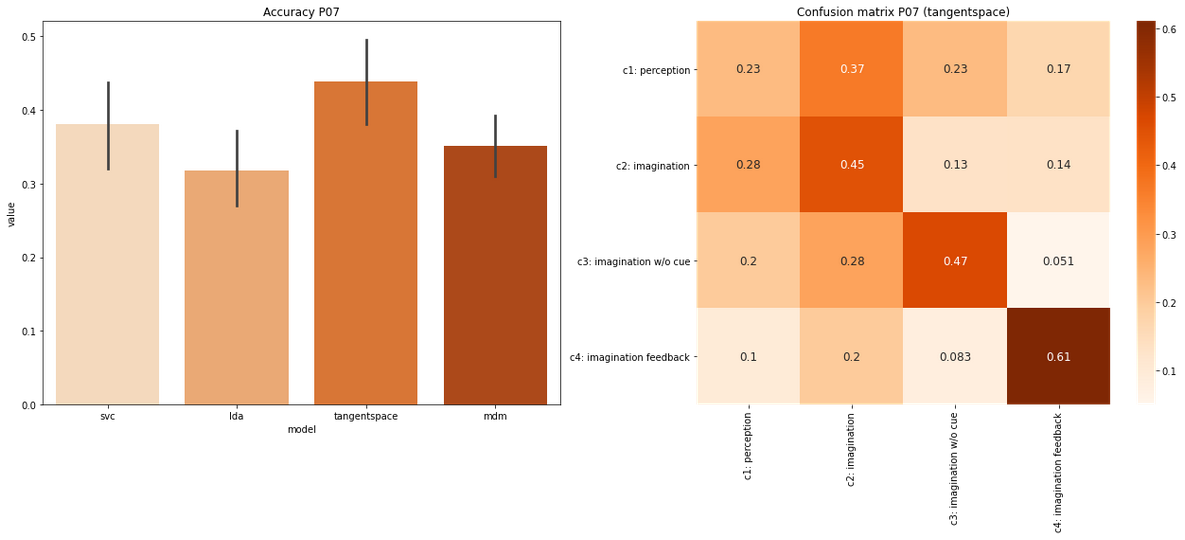 Accuracy P07
value
0.5
0.4
0.3
0.2
0.1
0.0
svc lda tangentspace mdm
model
Confusion matrix P07 (tangentspace)
c1: perception 0.23 0.37 0.23 0.17
c2: imagination 0.28 0.45 0.13 0.14
c3: imagination w/o cue 0.2 0.28 0.47 0.051
c4: imagination feedback 0.1 0.2 0.083 0.61
c1: perception
c2: imagination
c3: imagination w/o cue
c4: imagination feedback
0.6
0.5
0.4
0.3
0.2
0.1